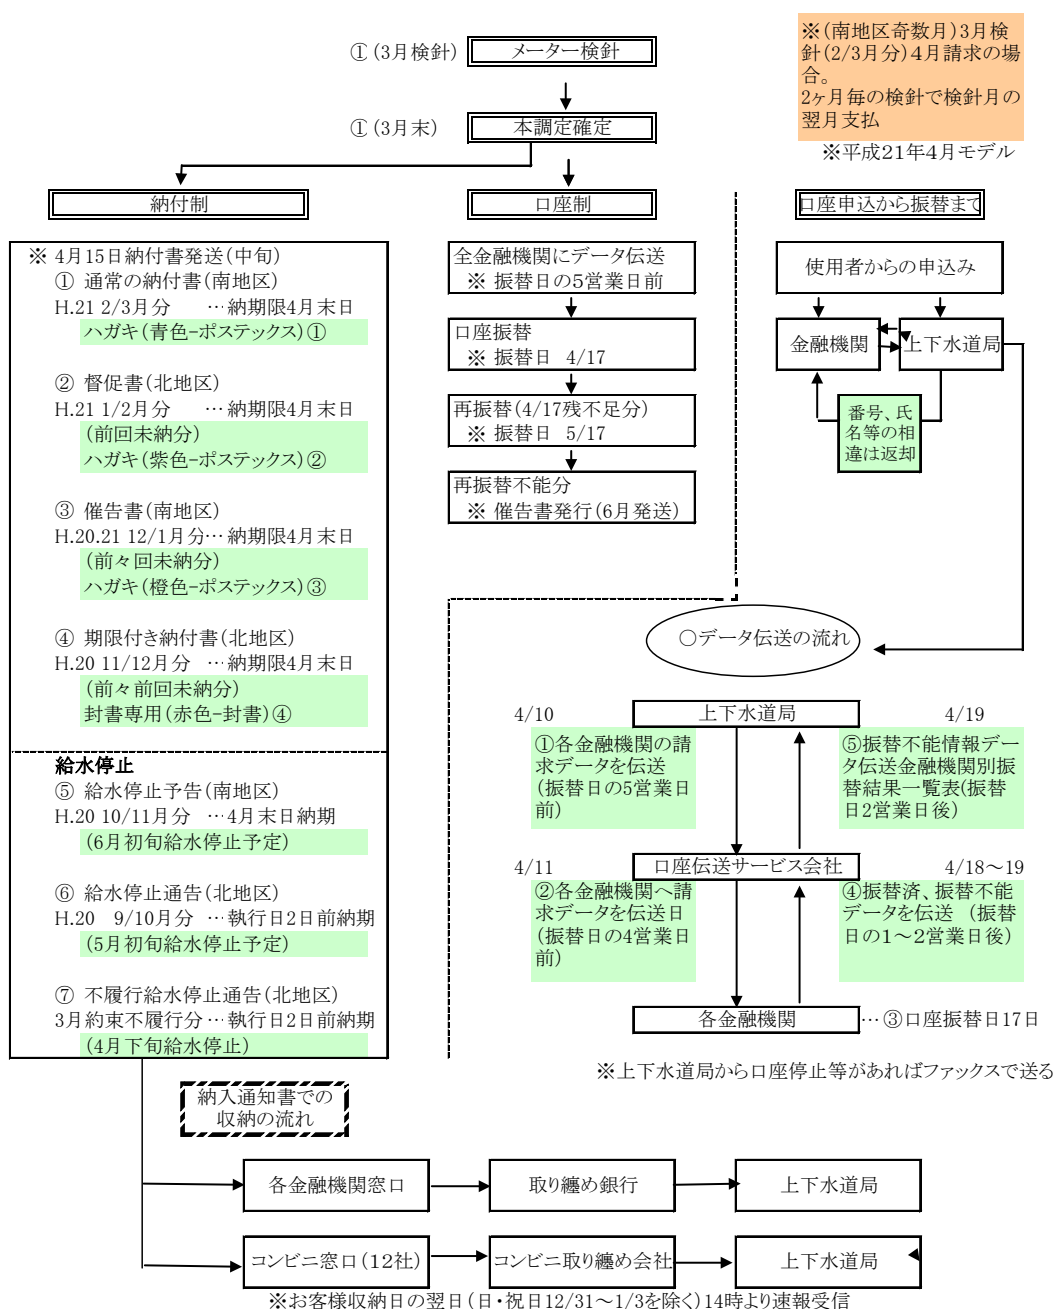 ①(3月検針)
メーター検針
※(南地区奇数月)3月検
針(2/3月分)4月請求の場
合。
2ヶ月毎の検針で検針月の
翌月支払
①(3月末)
本調定確定
※平成21年4月モデル
納付制
口座制
口座申込から振替まで
※ 4月15日納付書発送(中旬)
① 通常の納付書(南地区)
H.21 2/3月分 …納期限4月末日
ハガキ(青色-ポステックス)①
② 督促書(北地区)
H.21 1/2月分 …納期限4月末日
(前回未納分)
ハガキ(紫色-ポステックス)②
③ 催告書(南地区)
H.20.21 12/1月分…納期限4月末日
(前々回未納分)
ハガキ(橙色-ポステックス)③
④ 期限付き納付書(北地区)
H.20 11/12月分 …納期限4月末日
(前々前回未納分)
封書専用(赤色-封書)④
給水停止
⑤ 給水停止予告(南地区)
H.20 10/11月分 …4月末日納期
(6月初旬給水停止予定)
⑥ 給水停止通告(北地区)
H.20 9/10月分 …執行日2日前納期
(5月初旬給水停止予定)
⑦ 不履行給水停止通告(北地区)
3月約束不履行分…執行日2日前納期
(4月下旬給水停止)
全金融機関にデータ伝送
※ 振替日の5営業日前
口座振替
※ 振替日 4/17
再振替(4/17残不足分)
※ 振替日 5/17
再振替不能分
※ 催告書発行(6月発送)
使用者からの申込み
金融機関
上下水道局
番号、氏
名等の相
違は返却
○データ伝送の流れ
4/10
上下水道局
4/19
①各金融機関の請
求データを伝送
(振替日の5営業日
前)
⑤振替不能情報デー
タ伝送金融機関別振
替結果一覧表(振替
日2営業日後)
4/11
口座伝送サービス会社
4/18~19
②各金融機関へ請
求データを伝送日
(振替日の4営業日
前)
④振替済、振替不能
データを伝送 (振替
日の1~2営業日後)
各金融機関
…③口座振替日17日
※上下水道局から口座停止等があればファックスで送る
納入通知書での
収納の流れ
各金融機関窓口
取り纏め銀行
上下水道局
コンビニ窓口(12社)
コンビニ取り纏め会社
上下水道局
※お客様収納日の翌日(日・祝日12/31~1/3を除く)14時より速報受信